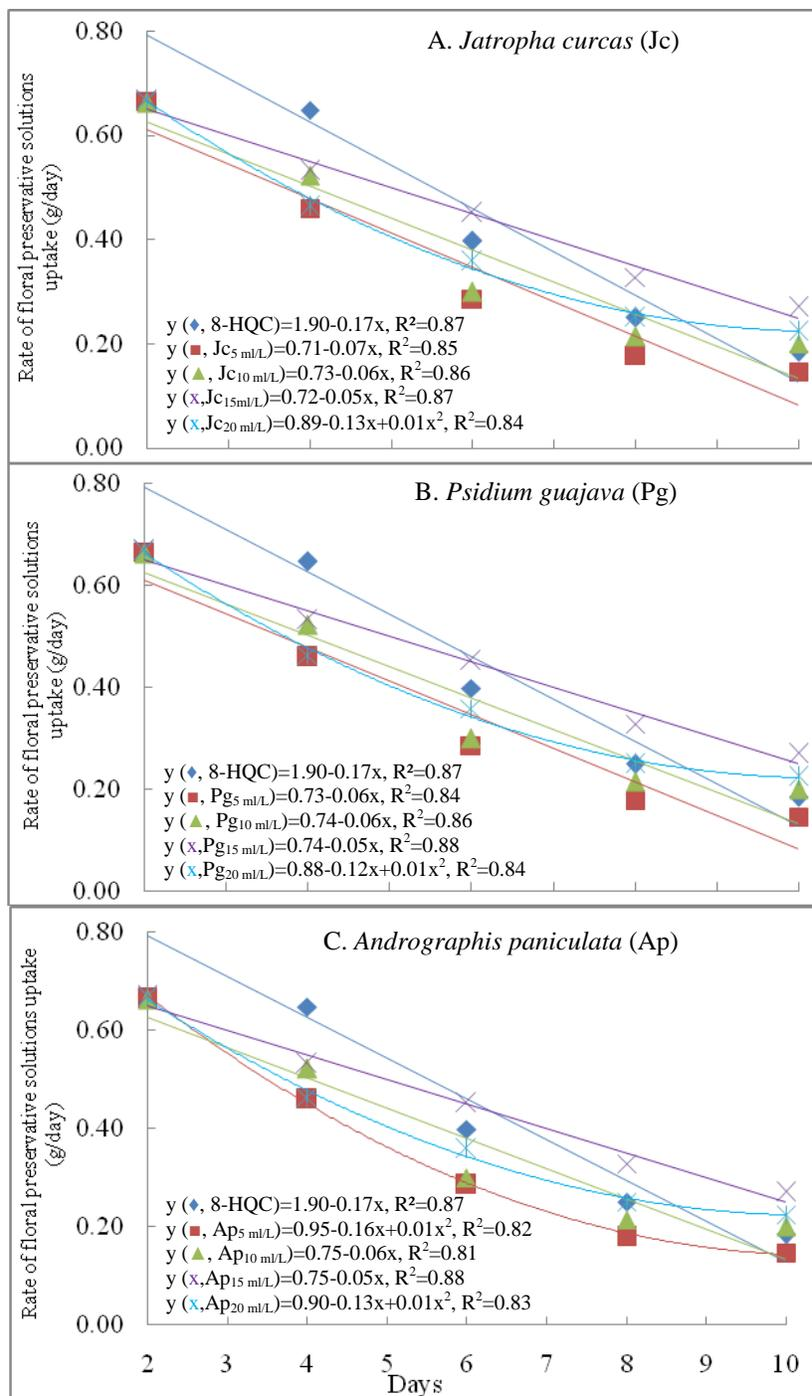 A. Jatropha curcas (Jc)
Rate of floral preservative solutions
uptake (g/day)
0.80
0.60
0.40
0.20
0.00
y (♦, 8-HQC)=1.90-0.17x, R²=0.87
y (■, Jc5 ml/L)=0.71-0.07x, R²=0.85
y (▲, Jc10 ml/L)=0.73-0.06x, R²=0.86
y (x,Jc15ml/L)=0.72-0.05x, R²=0.87
y (x,Jc20 ml/L)=0.89-0.13x+0.01x², R²=0.84
B. Psidium guajava (Pg)
Rate of floral preservative solutions
uptake (g/day)
0.80
0.60
0.40
0.20
0.00
y (♦, 8-HQC)=1.90-0.17x, R²=0.87
y (■, Pg5 ml/L)=0.73-0.06x, R²=0.84
y (▲, Pg10 ml/L)=0.74-0.06x, R²=0.86
y (x,Pg15 ml/L)=0.74-0.05x, R²=0.88
y (x,Pg20 ml/L)=0.88-0.12x+0.01x², R²=0.84
C. Andrographis paniculata (Ap)
Rate of floral preservative solutions uptake
(g/day)
0.80
0.60
0.40
0.20
0.00
y (♦, 8-HQC)=1.90-0.17x, R²=0.87
y (■, Ap5 ml/L)=0.95-0.16x+0.01x², R²=0.82
y (▲, Ap10 ml/L)=0.75-0.06x, R²=0.81
y (x,Ap15 ml/L)=0.75-0.05x, R²=0.88
y (x,Ap20 ml/L)=0.90-0.13x+0.01x², R²=0.83
2 3 4 5 6 7 8 9 10
Days